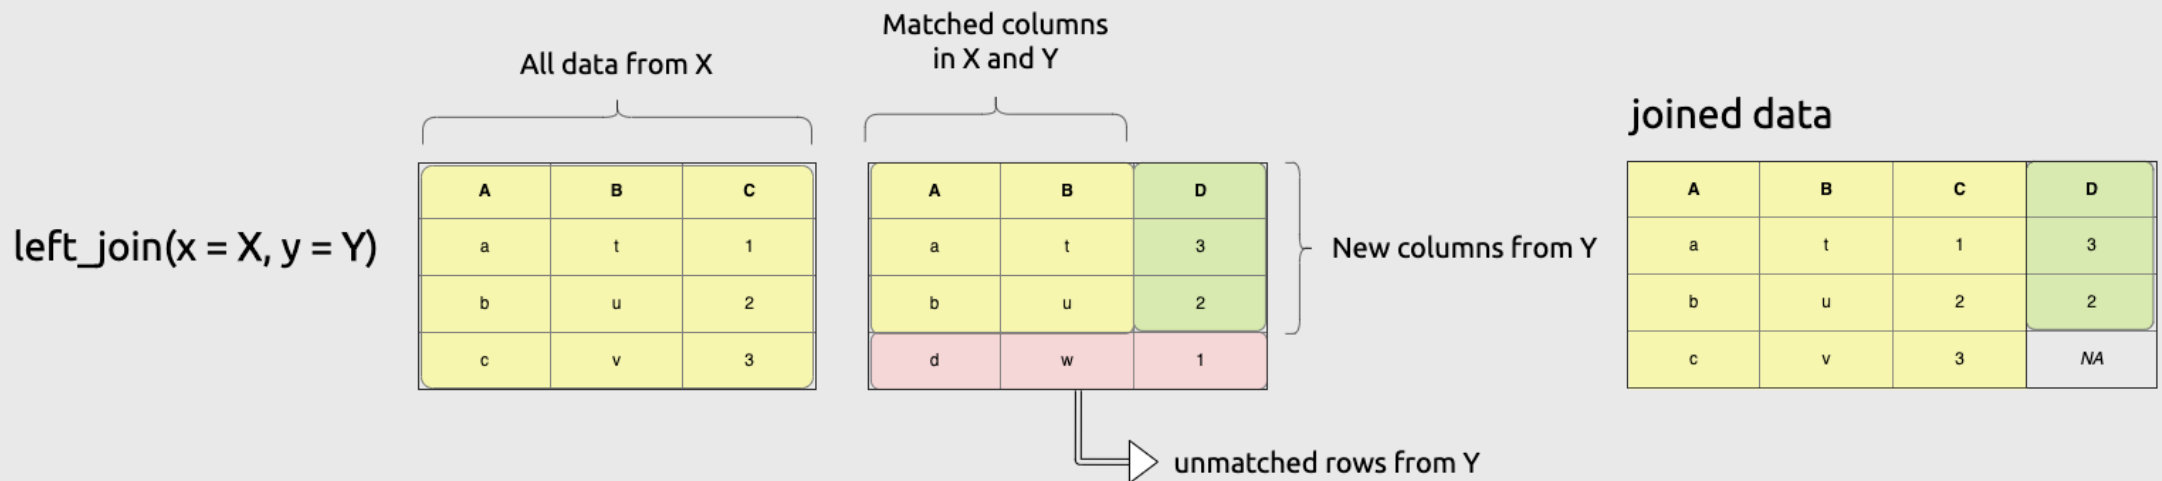 Matched columns
in X and Y
All data from X
joined data
left_join(x = X, y = Y)
A B C
a t 1
b u 2
c v 3
A B D
a t 3
b u 2
d w 1
New columns from Y
A B C D
a t 1 3
b u 2 2
c v 3 NA
unmatched rows from Y